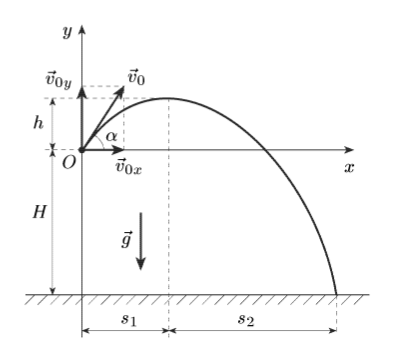 y
v⃗₀y v⃗₀
h
α
O v⃗₀x x
H
g⃗
s₁ s₂